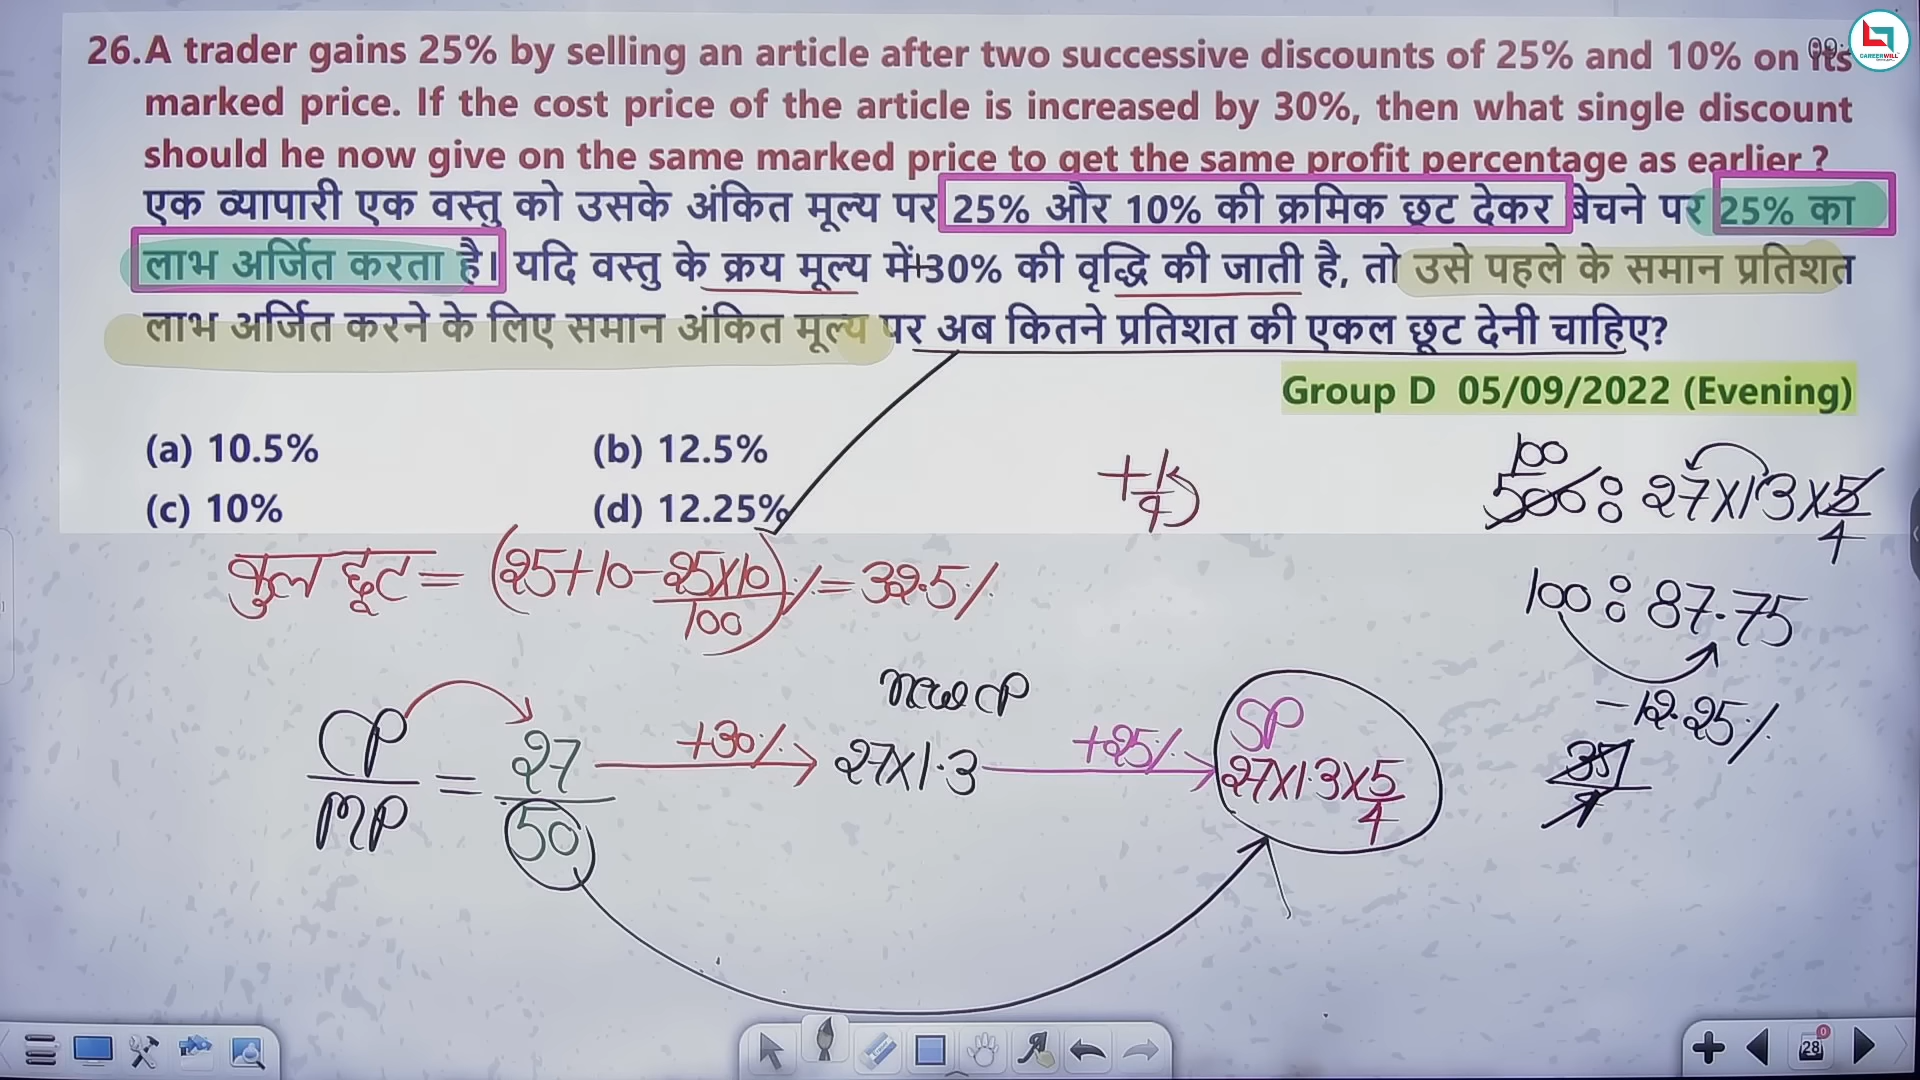 26. A trader gains 25% by selling an article after two successive discounts of 25% and 10% on its
marked price. If the cost price of the article is increased by 30%, then what single discount
should he now give on the same marked price to get the same profit percentage as earlier ?
एक व्यापारी एक वस्तु को उसके अंकित मूल्य पर 25% और 10% की क्रमिक छूट देकर बेचने पर 25% का
लाभ अर्जित करता है। यदि वस्तु के क्रय मूल्य में +30% की वृद्धि की जाती है, तो उसे पहले के समान प्रतिशत
लाभ अर्जित करने के लिए समान अंकित मूल्य पर अब कितने प्रतिशत की एकल छूट देनी चाहिए?
Group D 05/09/2022 (Evening)
(a) 10.5% (b) 12.5%
(c) 10% (d) 12.25%
+1/4
100
500 : 27×13×5/4
कुल छूट = (25+10-25×10/100)% = 32.5%
100 : 87.75
-12.25%
new CP
CP/MP = 27/50 +30% 27×1.3 +25% SP 27×1.3×5/4
CAREERWILL
28
0